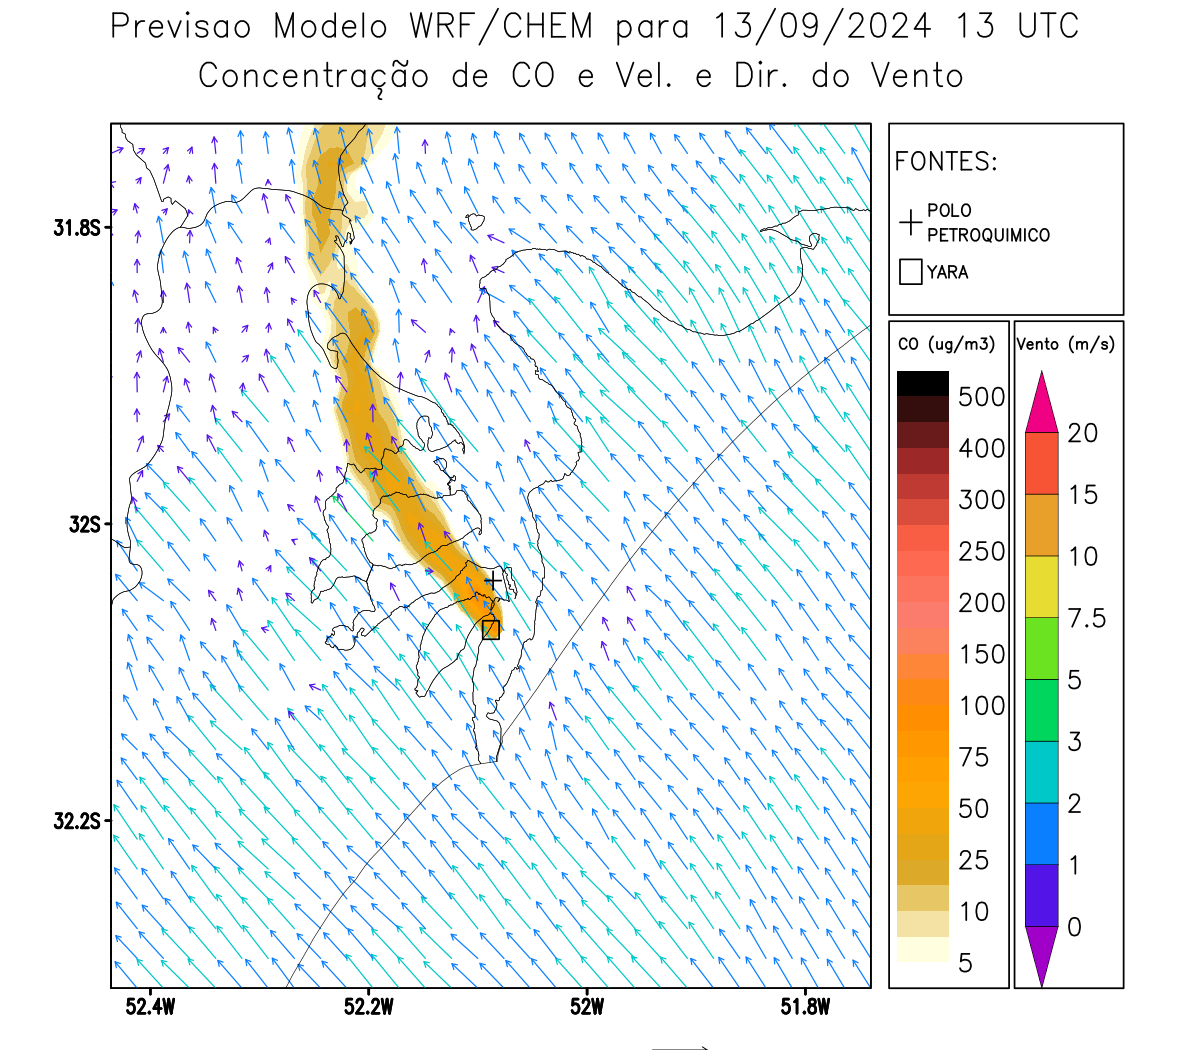 Previsao Modelo WRF/CHEM para 13/09/2024 13 UTC
Concentração de CO e Vel. e Dir. do Vento
FONTES:
POLO
PETROQUIMICO
YARA
31.8S
32S
32.2S
52.4W
52.2W
52W
51.8W
CO (ug/m3)
500
400
300
250
200
150
100
75
50
25
10
5
Vento (m/s)
20
15
10
7.5
5
3
2
1
0